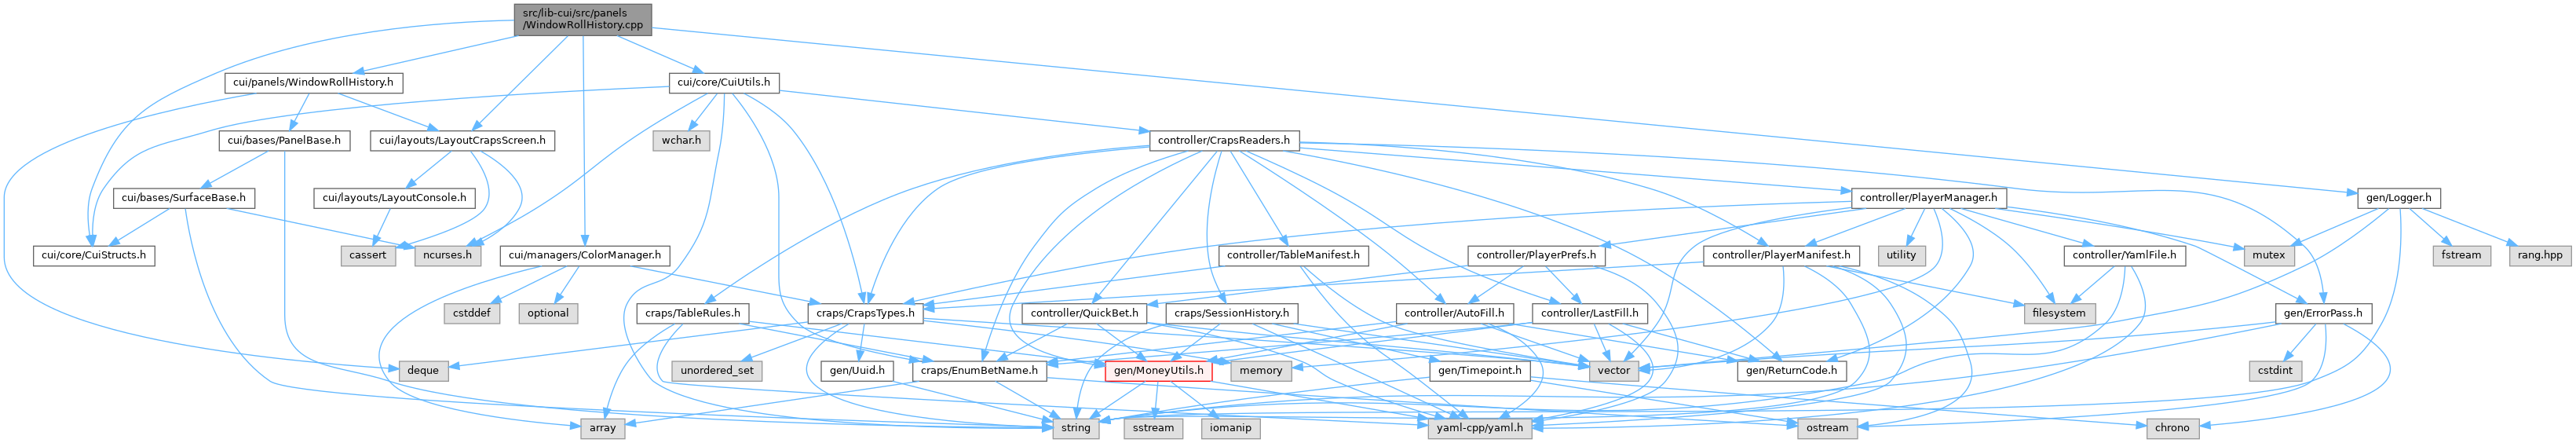 src/lib-cui/src/panels
/WindowRollHistory.cpp
cui/panels/WindowRollHistory.h
cui/core/CuiUtils.h
cui/bases/PanelBase.h
cui/layouts/LayoutCrapsScreen.h
wchar.h
controller/CrapsReaders.h
cui/bases/SurfaceBase.h
cui/layouts/LayoutConsole.h
controller/PlayerManager.h
gen/Logger.h
cui/core/CuiStructs.h
cassert
ncurses.h
cui/managers/ColorManager.h
controller/TableManifest.h
controller/PlayerPrefs.h
controller/PlayerManifest.h
utility
controller/YamlFile.h
mutex
fstream
rang.hpp
cstddef
optional
craps/TableRules.h
craps/CrapsTypes.h
controller/QuickBet.h
craps/SessionHistory.h
controller/AutoFill.h
controller/LastFill.h
filesystem
gen/ErrorPass.h
deque
unordered_set
gen/Uuid.h
craps/EnumBetName.h
gen/MoneyUtils.h
memory
gen/Timepoint.h
vector
gen/ReturnCode.h
cstdint
array
string
sstream
iomanip
yaml-cpp/yaml.h
ostream
chrono